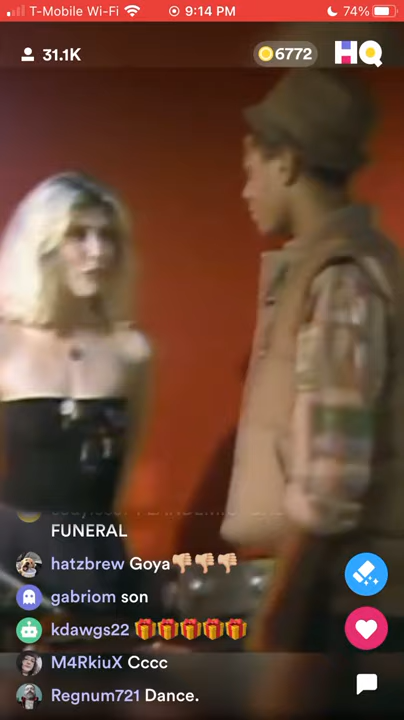 T-Mobile Wi-Fi 9:14 PM 74%
31.1K 6772 HQ
FUNERAL
hatzbrew Goya👎🏼👎🏼👎🏼
gabriom son
kdawgs22 🎁🎁🎁🎁🎁
M4RkiuX Cccc
Regnum721 Dance.